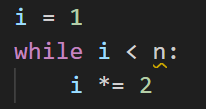 i = 1
while i < n:
    i *= 2